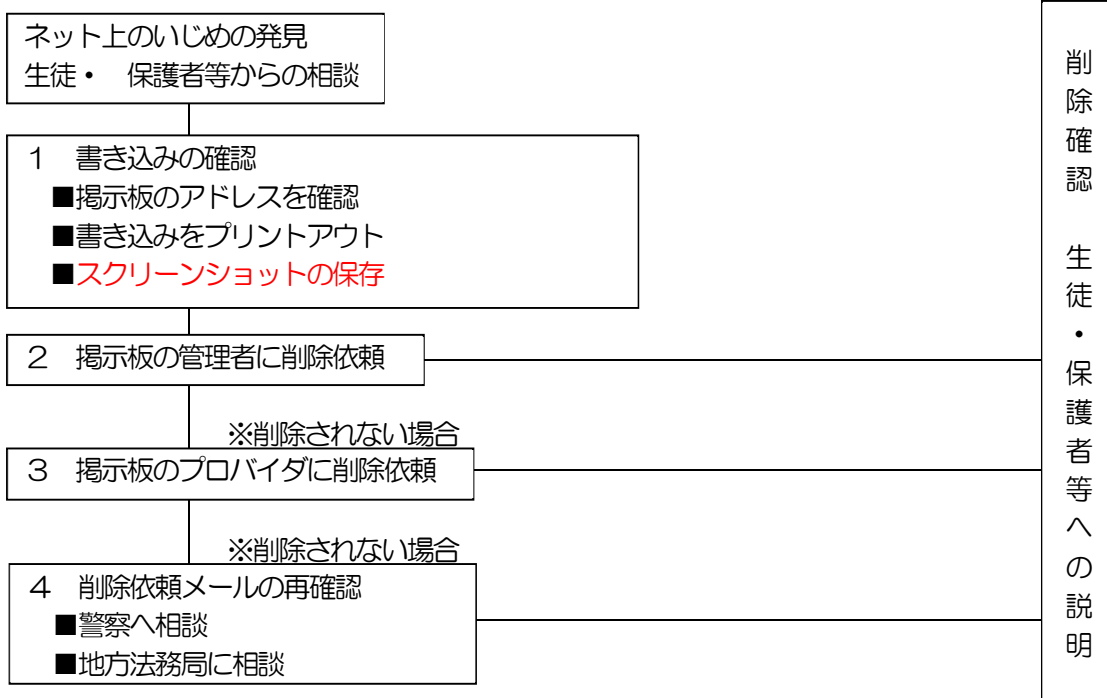 ネット上のいじめの発見
生徒・　保護者等からの相談
１　書き込みの確認
■掲示板のアドレスを確認
■書き込みをプリントアウト
■スクリーンショットの保存
２　掲示板の管理者に削除依頼
※削除されない場合
３　掲示板のプロバイダに削除依頼
※削除されない場合
４　削除依頼メールの再確認
■警察へ相談
■地方法務局に相談
削除確認　生徒・保護者等への説明